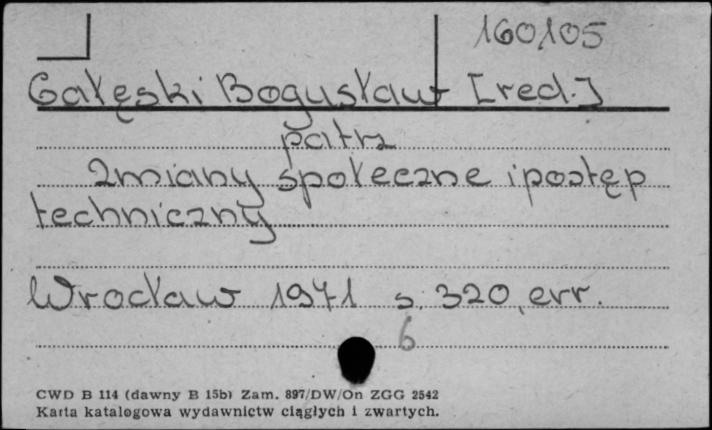 160105
Gałęski Bogusław [red.]
patrz
Zmiany społeczne i postęp
techniczny
Wrocław 1971 s. 320, err.
6
CWD B 114 (dawny B 15b) Zam. 897/DW/On ZGG 2542
Karta katalogowa wydawnictw ciągłych i zwartych.